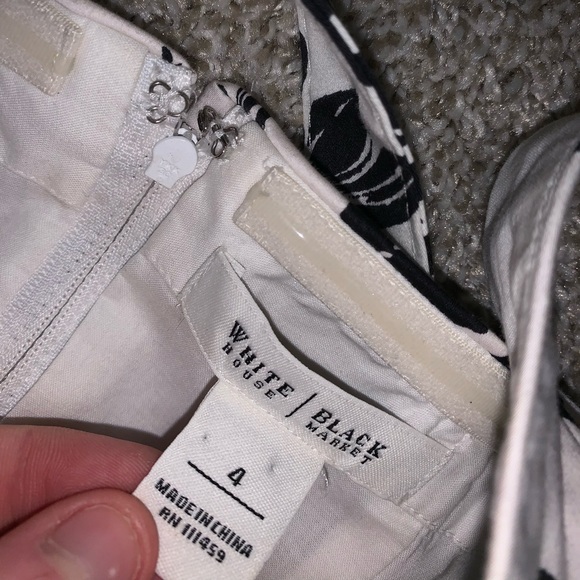 WHITE / BLACK
HOUSE MARKET
4
MADE IN CHINA
RN 111459